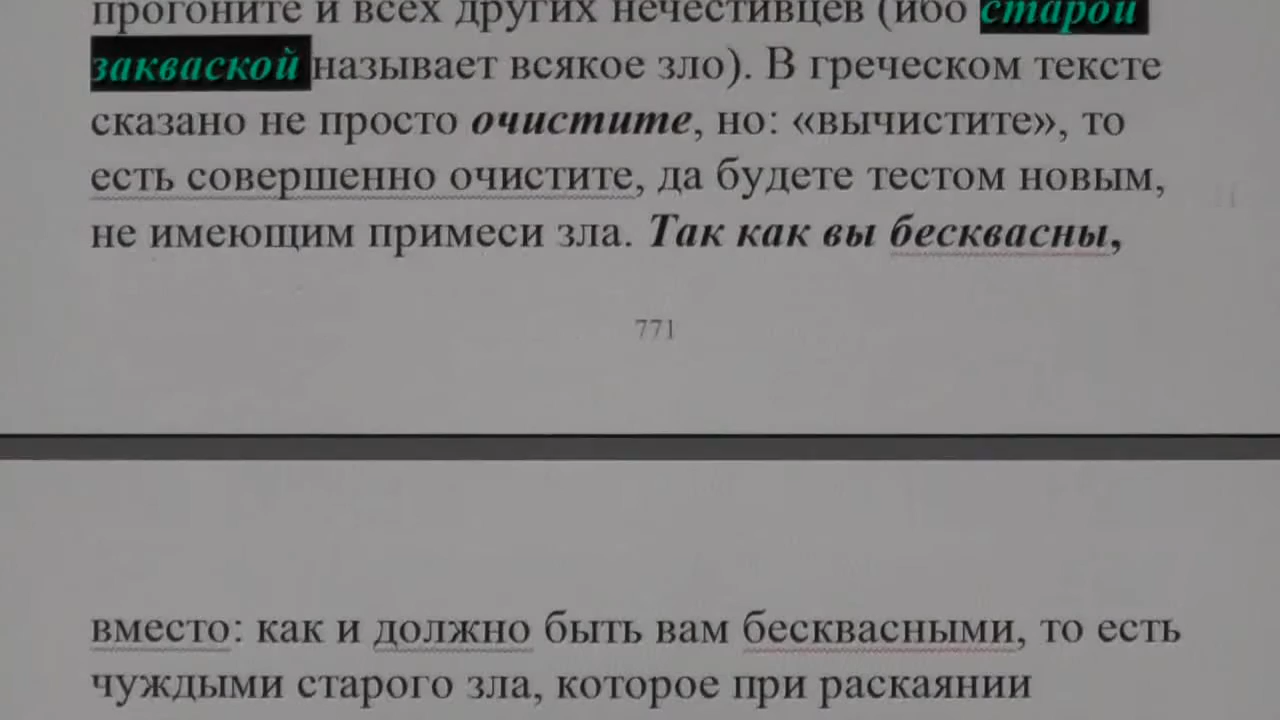 прогоните и всех других нечестивцев (ибо старой
закваской называет всякое зло). В греческом тексте
сказано не просто очистите, но: «вычистите», то
есть совершенно очистите, да будете тестом новым,
не имеющим примеси зла. Так как вы бесквасны,
771
вместо: как и должно быть вам бесквасными, то есть
чуждыми старого зла, которое при раскаянии